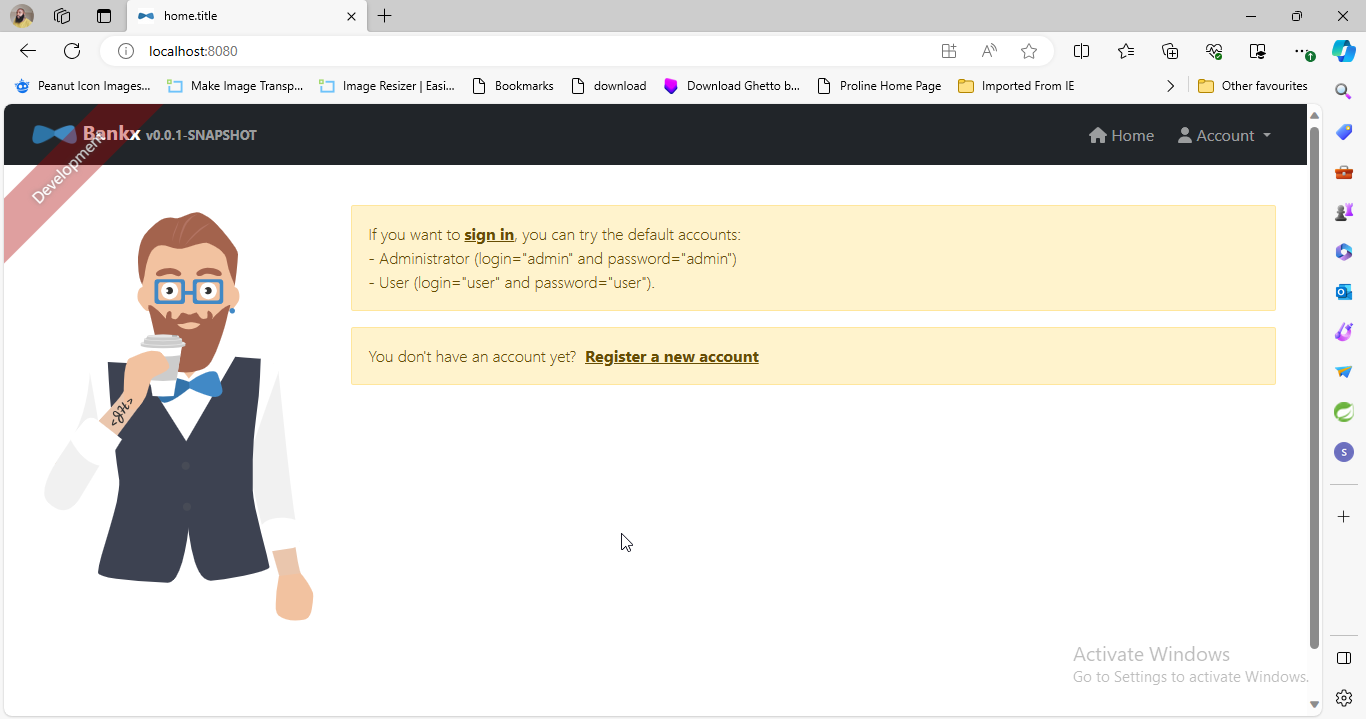 home.title
localhost:8080
Peanut Icon Images...
Make Image Transp...
Image Resizer | Easi...
Bookmarks
download
Download Ghetto b...
Proline Home Page
Imported From IE
Other favourites
Bankx v0.0.1-SNAPSHOT
Home
Account
Development
If you want to sign in, you can try the default accounts:
- Administrator (login="admin" and password="admin")
- User (login="user" and password="user").
You don't have an account yet? Register a new account
<JH>
S
Activate Windows
Go to Settings to activate Windows.